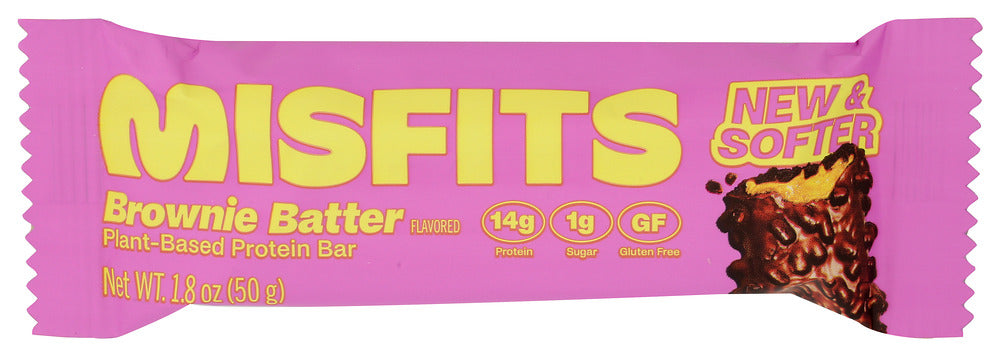 MISFITS
NEW &
SOFTER
Brownie Batter FLAVORED
Plant-Based Protein Bar
14g
Protein
1g
Sugar
GF
Gluten Free
Net WT. 1.8 oz (50 g)